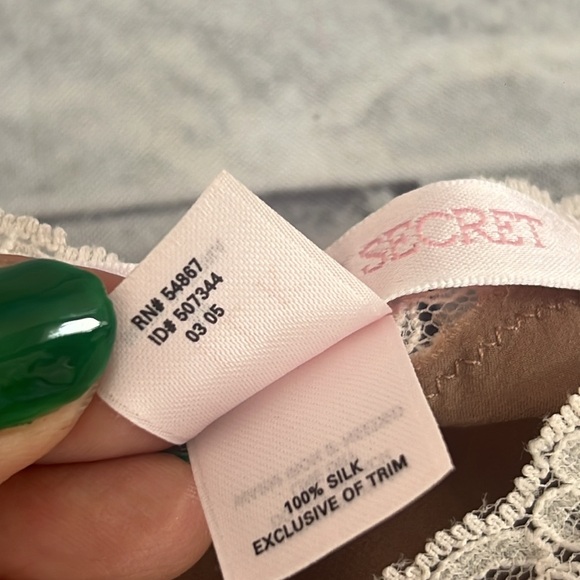 SECRET
RN# 54867
ID# 507344
03 05
100% SILK
EXCLUSIVE OF TRIM